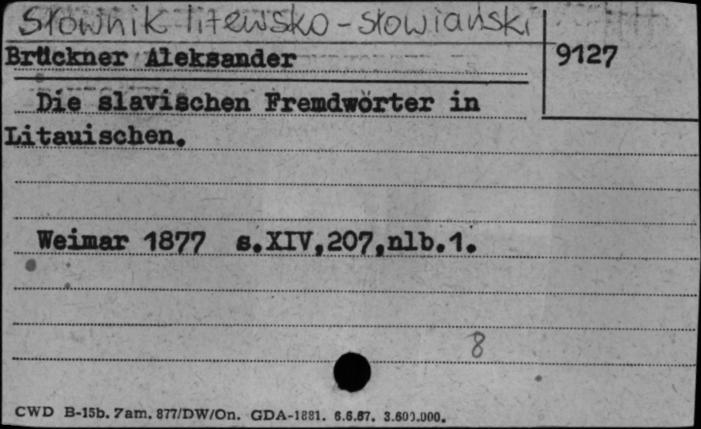 Słownik litewsko-słowiański
Brückner Aleksander
9127
Die slavischen Fremdwörter in
Litauischen.
Weimar 1877 s.XIV,207,nlb.1.
8
CWD B-15b. Zam. 877/DW/On. GDA-1881. 6.6.67. 3.600.000.